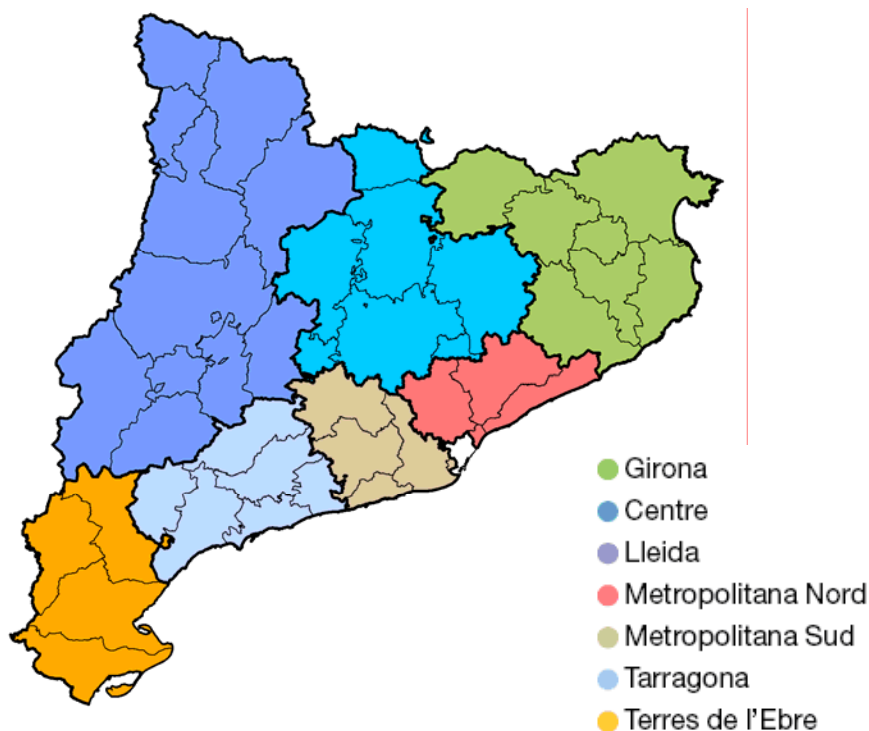 Girona
Centre
Lleida
Metropolitana Nord
Metropolitana Sud
Tarragona
Terres de l'Ebre